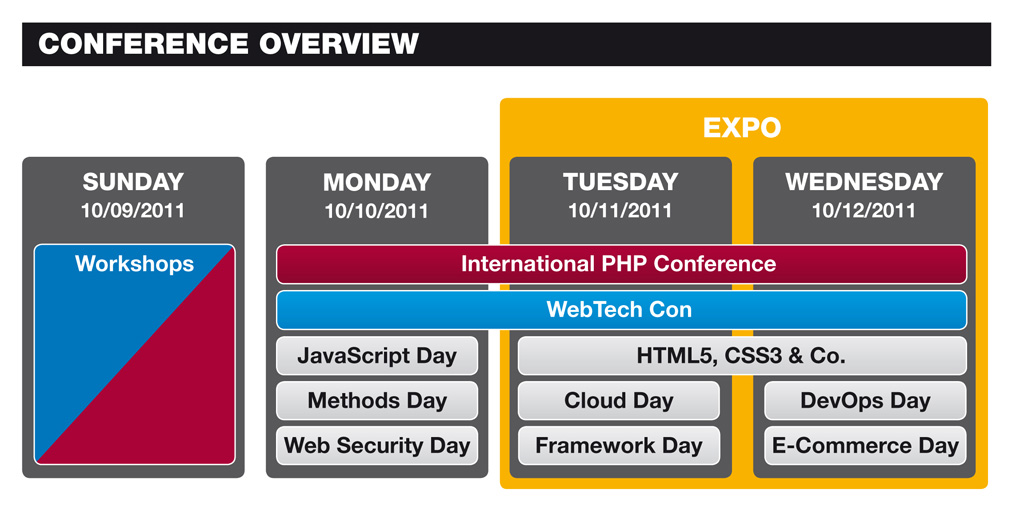 CONFERENCE OVERVIEW
EXPO
SUNDAY
10/09/2011
MONDAY
10/10/2011
TUESDAY
10/11/2011
WEDNESDAY
10/12/2011
Workshops
International PHP Conference
WebTech Con
JavaScript Day
HTML5, CSS3 & Co.
Methods Day
Cloud Day
DevOps Day
Web Security Day
Framework Day
E-Commerce Day